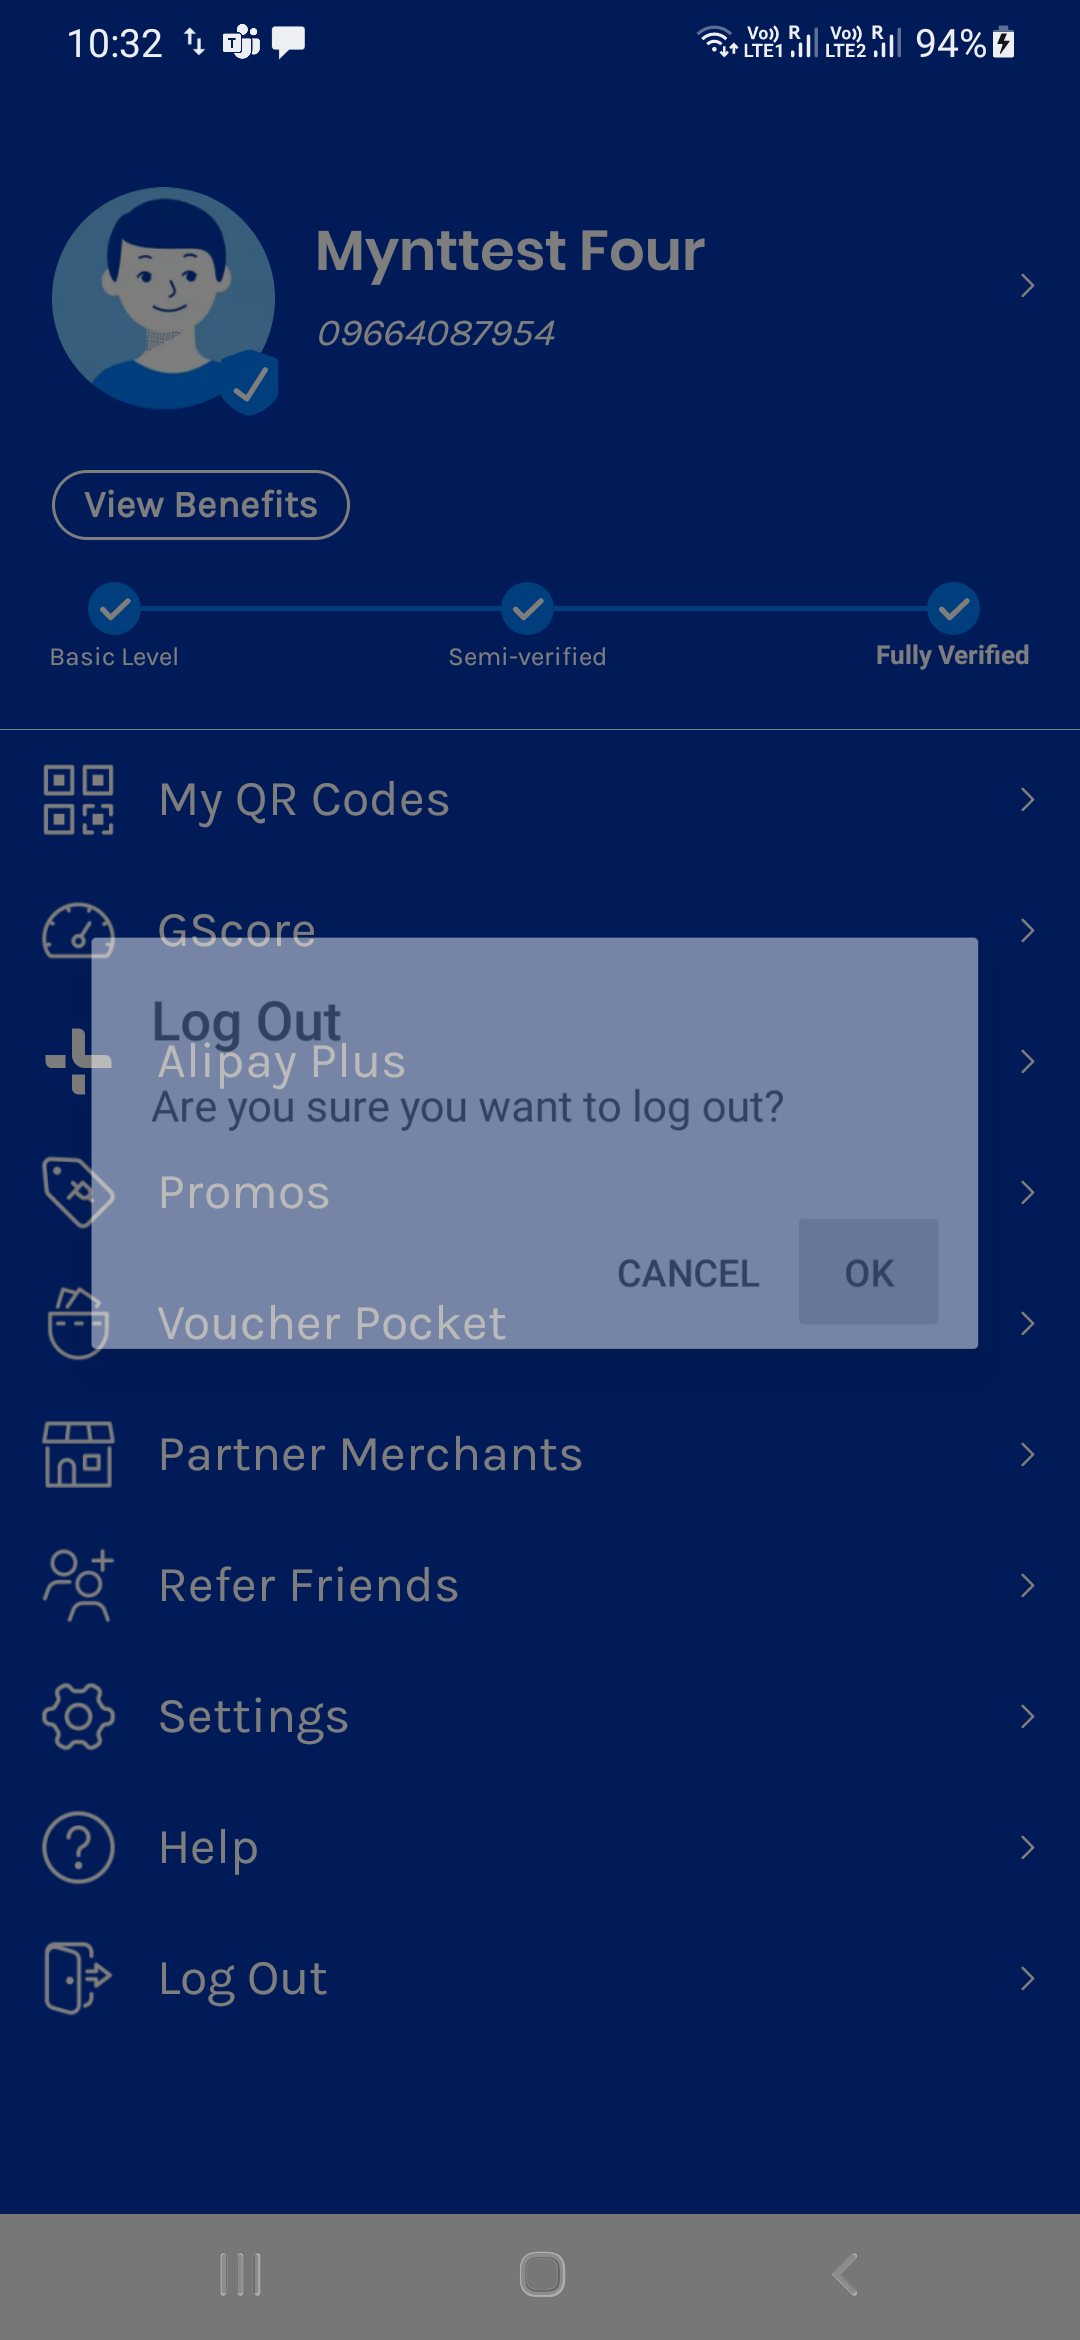 10:32 VoI) R VoI) R 94%
LTE1 LTE2
Mynttest Four
09664087954
View Benefits
Basic Level Semi-verified Fully Verified
My QR Codes
GScore
Log Out
Alipay Plus
Are you sure you want to log out?
Promos
CANCEL OK
Voucher Pocket
Partner Merchants
Refer Friends
Settings
Help
Log Out